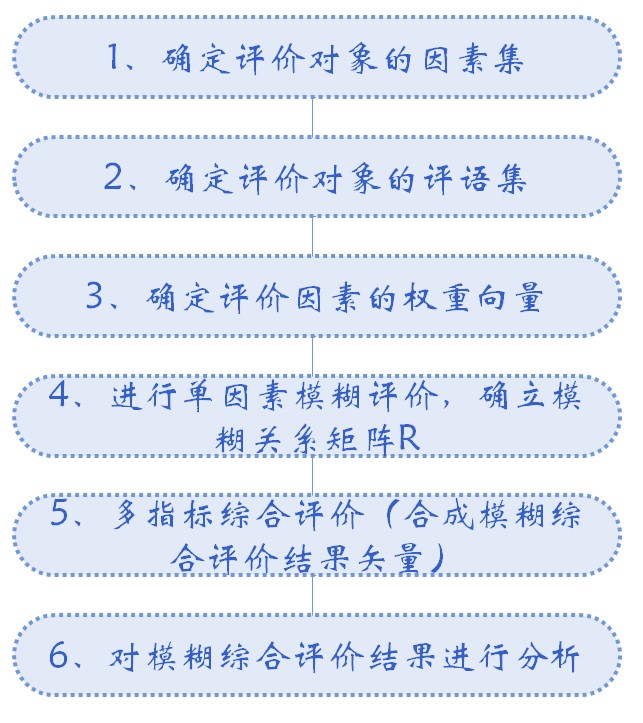 1、确定评价对象的因素集
2、确定评价对象的评语集
3、确定评价因素的权重向量
4、进行单因素模糊评价，确立模
糊关系矩阵R
5、多指标综合评价（合成模糊综
合评价结果矢量）
6、对模糊综合评价结果进行分析